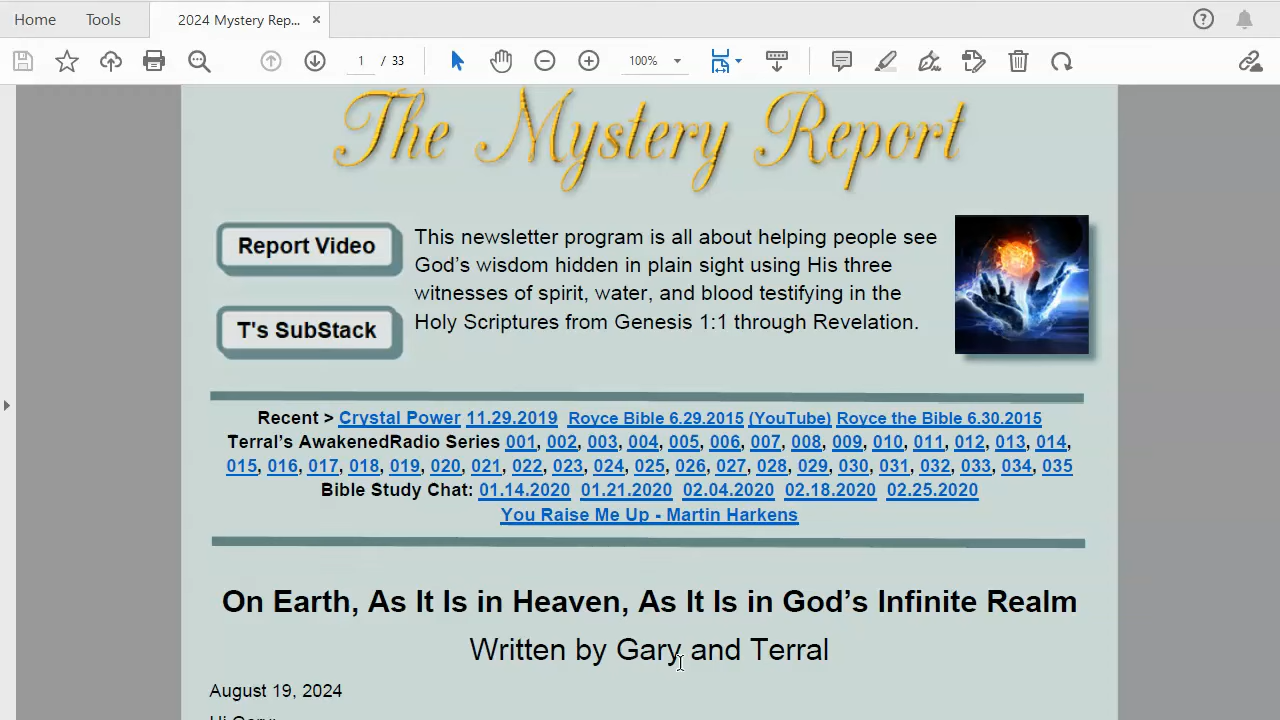 Home Tools 2024 Mystery Rep... ×
1 / 33 100%
The Mystery Report
Report Video
T's SubStack
This newsletter program is all about helping people see
God’s wisdom hidden in plain sight using His three
witnesses of spirit, water, and blood testifying in the
Holy Scriptures from Genesis 1:1 through Revelation.
Recent > Crystal Power 11.29.2019 Royce Bible 6.29.2015 (YouTube) Royce the Bible 6.30.2015
Terral’s AwakenedRadio Series 001, 002, 003, 004, 005, 006, 007, 008, 009, 010, 011, 012, 013, 014,
015, 016, 017, 018, 019, 020, 021, 022, 023, 024, 025, 026, 027, 028, 029, 030, 031, 032, 033, 034, 035
Bible Study Chat: 01.14.2020 01.21.2020 02.04.2020 02.18.2020 02.25.2020
You Raise Me Up - Martin Harkens
On Earth, As It Is in Heaven, As It Is in God’s Infinite Realm
Written by Gary and Terral
August 19, 2024
Hi Gary: